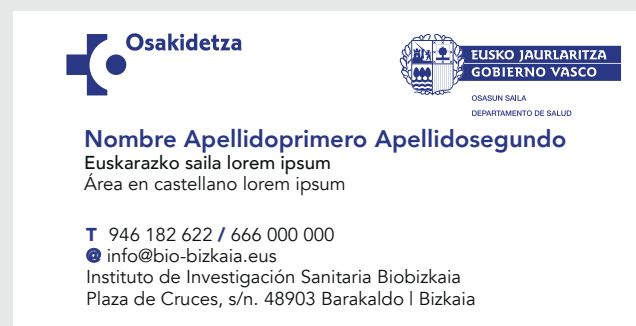 Osakidetza
EUSKO JAURLARITZA
GOBIERNO VASCO
OSASUN SAILA
DEPARTAMENTO DE SALUD
Nombre Apellidoprimero Apellidosegundo
Euskarazko saila lorem ipsum
Área en castellano lorem ipsum
T 946 182 622 / 666 000 000
@ info@bio-bizkaia.eus
Instituto de Investigación Sanitaria Biobizkaia
Plaza de Cruces, s/n. 48903 Barakaldo | Bizkaia